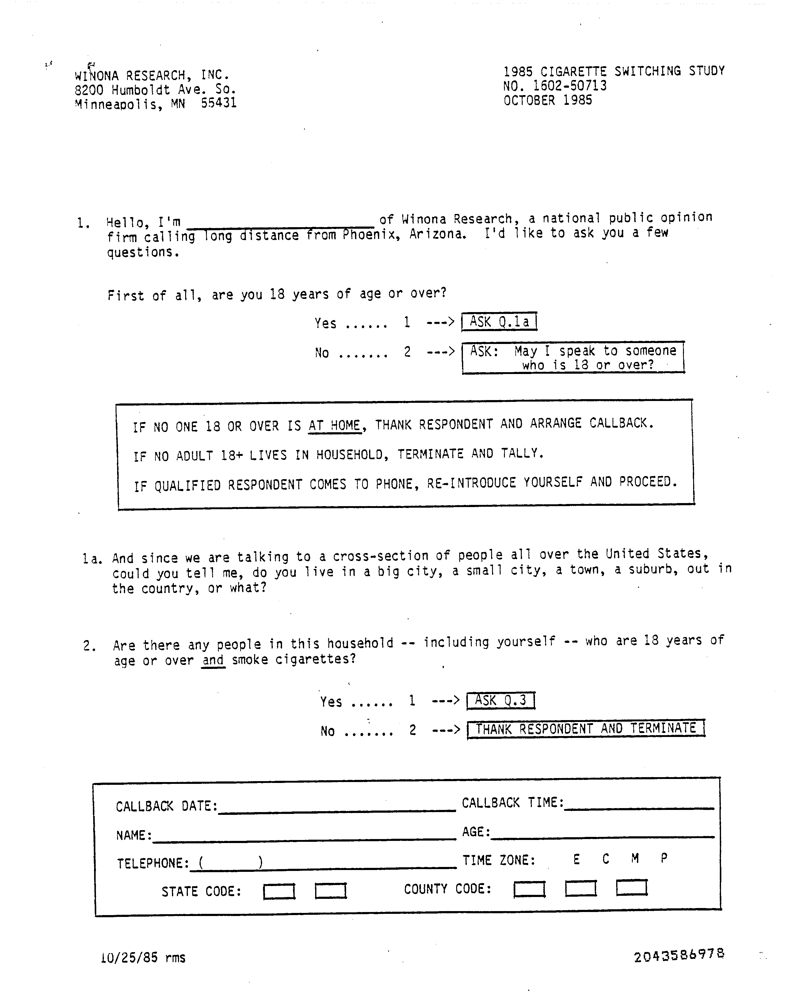 WINONA RESEARCH, INC.
8200 Humboldt Ave. So.
Minneapolis, MN 55431
1985 CIGARETTE SWITCHING STUDY
NO. 1602-50713
OCTOBER 1985
1. Hello, I'm ____________________ of Winona Research, a national public opinion
firm calling long distance from Phoenix, Arizona. I'd like to ask you a few
questions.
First of all, are you 18 years of age or over?
Yes ...... 1 ---> ASK Q.1a
No ....... 2 ---> ASK: May I speak to someone
who is 18 or over?
IF NO ONE 18 OR OVER IS AT HOME, THANK RESPONDENT AND ARRANGE CALLBACK.
IF NO ADULT 18+ LIVES IN HOUSEHOLD, TERMINATE AND TALLY.
IF QUALIFIED RESPONDENT COMES TO PHONE, RE-INTRODUCE YOURSELF AND PROCEED.
1a. And since we are talking to a cross-section of people all over the United States,
could you tell me, do you live in a big city, a small city, a town, a suburb, out in
the country, or what?
2. Are there any people in this household -- including yourself -- who are 18 years of
age or over and smoke cigarettes?
Yes ...... 1 ---> ASK Q.3
No ....... 2 ---> THANK RESPONDENT AND TERMINATE
CALLBACK DATE:____________________ CALLBACK TIME:____________________
NAME:____________________ AGE:____________________
TELEPHONE: ( )____________________ TIME ZONE: E C M P
STATE CODE: COUNTY CODE:
10/25/85 rms
2043586978